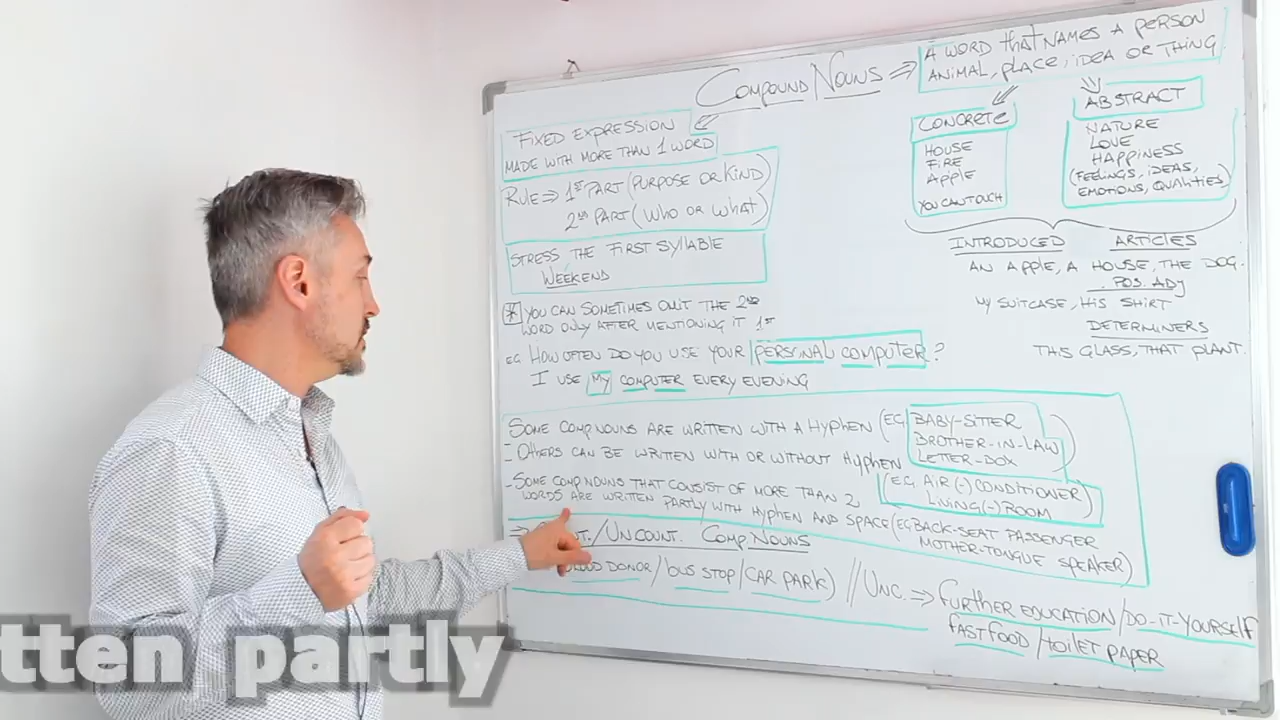 COMPOUND NOUNS ⇒ A WORD THAT NAMES A PERSON
ANIMAL, PLACE, IDEA OR THING
FIXED EXPRESSION
MADE WITH MORE THAN 1 WORD
RULE ⇒ 1ST PART (PURPOSE OR KIND)
2ND PART (WHO OR WHAT)
STRESS THE FIRST SYLLABLE
WEEKEND
CONCRETE
HOUSE
FIRE
APPLE
YOU CAN TOUCH
ABSTRACT
NATURE
LOVE
HAPPINESS
(FEELINGS, IDEAS,
EMOTIONS, QUALITIES)
INTRODUCED ARTICLES
AN APPLE, A HOUSE, THE DOG.
. POS. ADJ
MY SUITCASE, HIS SHIRT
DETERMINERS
THIS GLASS, THAT PLANT.
* YOU CAN SOMETIMES OMIT THE 2ND
WORD ONLY AFTER MENTIONING IT 1ST
EG. HOW OFTEN DO YOU USE YOUR PERSONAL COMPUTER?
I USE MY COMPUTER EVERY EVENING
SOME COMP NOUNS ARE WRITTEN WITH A HYPHEN (EG. BABY-SITTER
BROTHER-IN-LAW
LETTER-BOX)
- OTHERS CAN BE WRITTEN WITH OR WITHOUT HYPHEN
(E.G. AIR(-)CONDITIONER
LIVING(-)ROOM)
- SOME COMP NOUNS THAT CONSIST OF MORE THAN 2
WORDS ARE WRITTEN PARTLY WITH HYPHEN AND SPACE (EG BACK-SEAT PASSENGER
MOTHER-TONGUE SPEAKER)
/UNCOUNT. COMP NOUNS
DONOR/BUS STOP/CAR PARK) // UNC. ⇒ FURTHER EDUCATION/DO-IT-YOURSELF
FAST FOOD/TOILET PAPER
tten partly